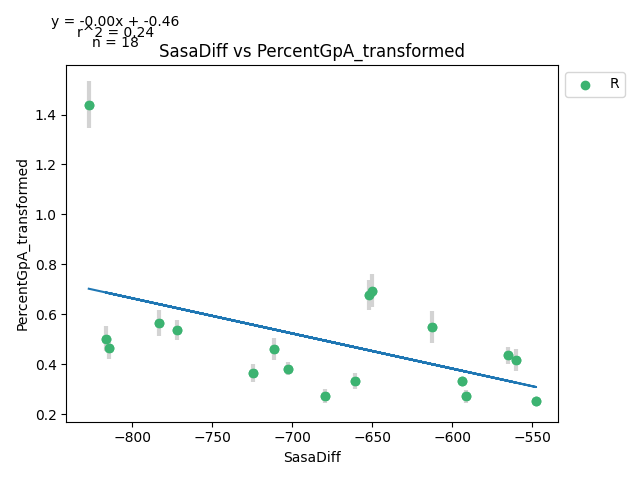 y = -0.00x + -0.46
r^2 = 0.24
n = 18
SasaDiff vs PercentGpA_transformed
R
PercentGpA_transformed
1.4
1.2
1.0
0.8
0.6
0.4
0.2
−800 −750 −700 −650 −600 −550
SasaDiff